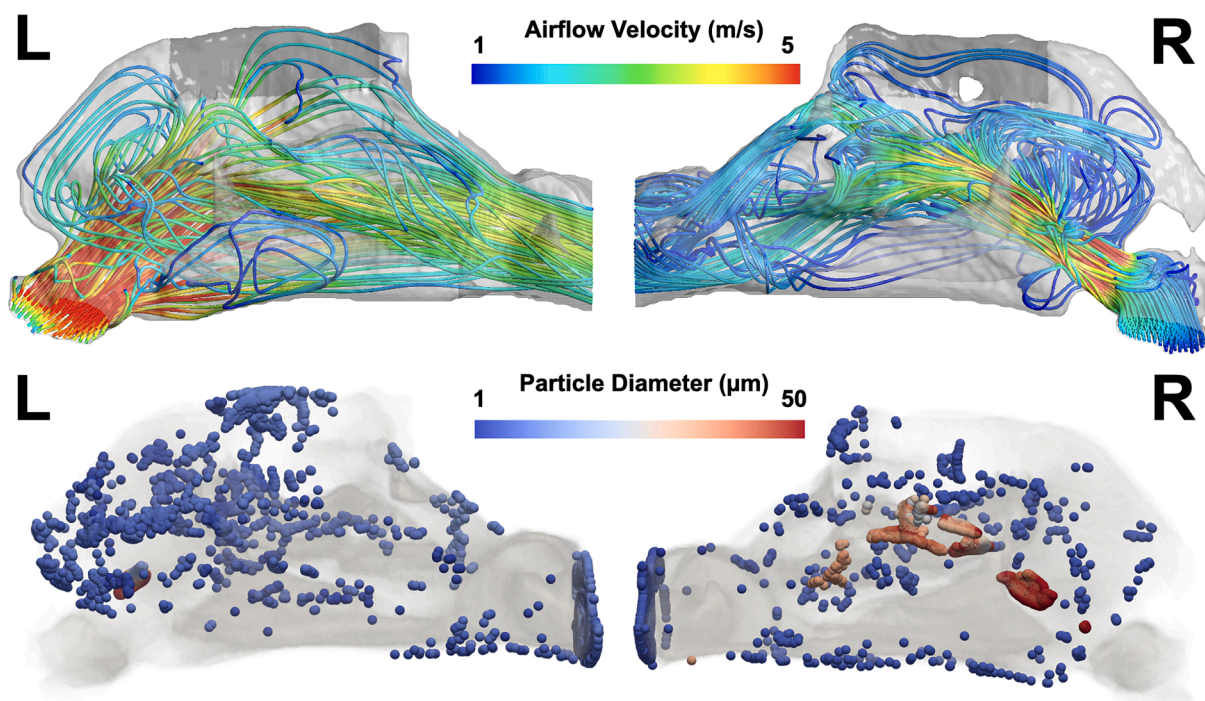 L
Airflow Velocity (m/s)
1 5
R
L
Particle Diameter (µm)
1 50
R